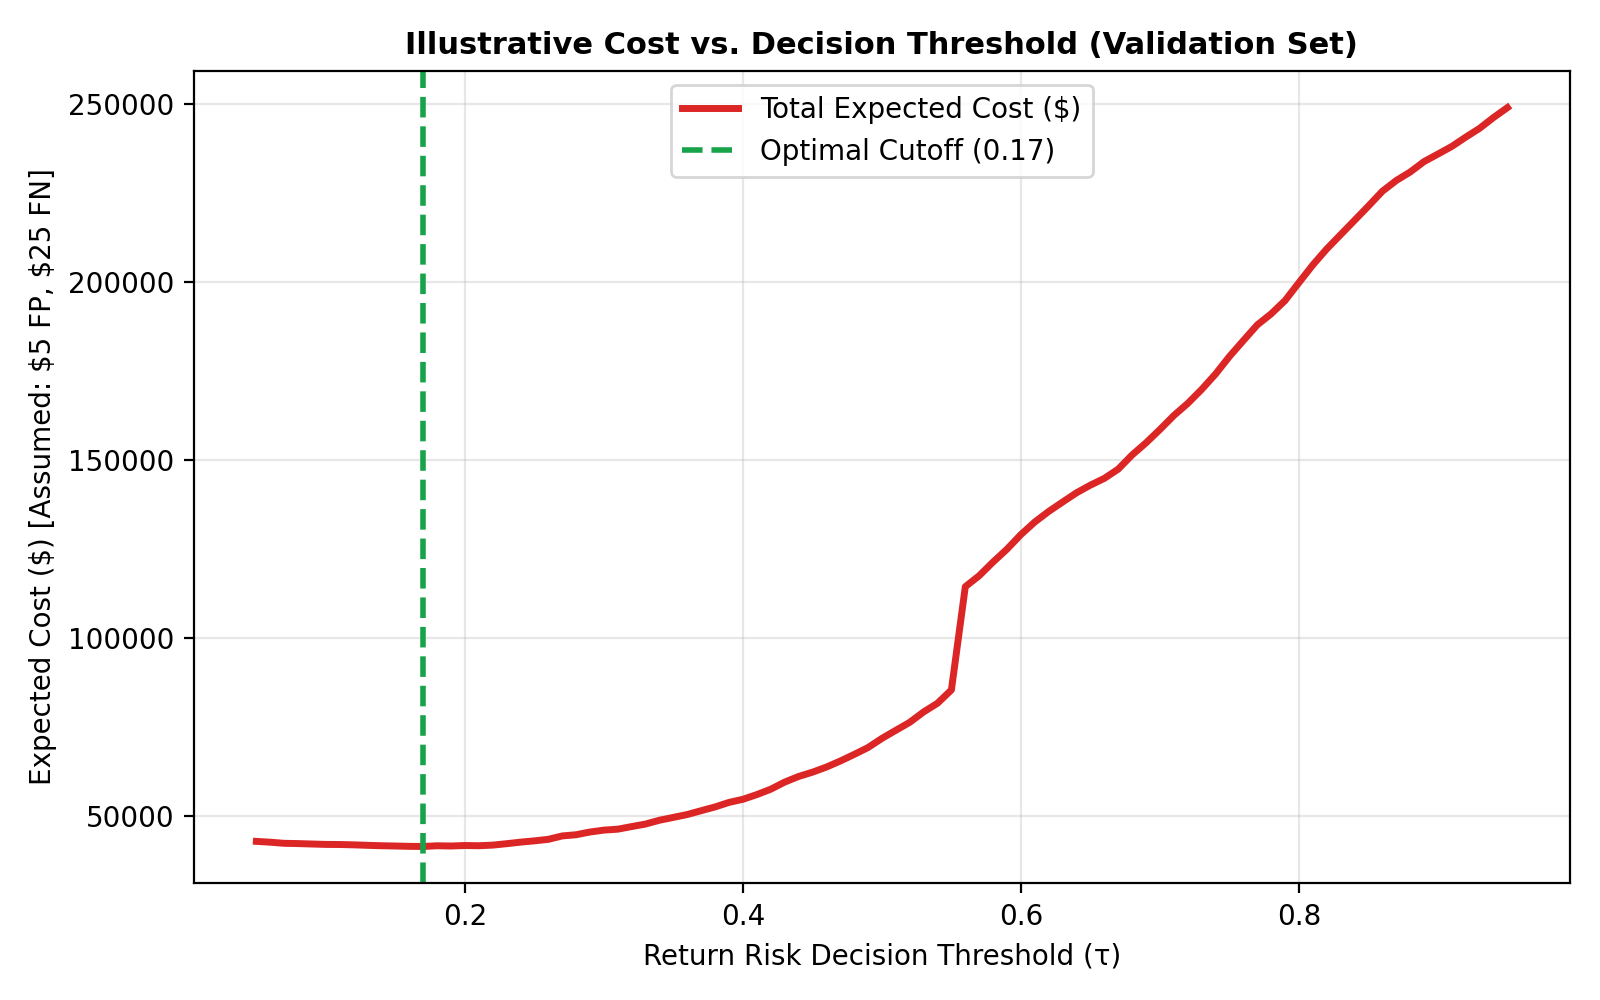 Illustrative Cost vs. Decision Threshold (Validation Set)
Total Expected Cost ($)
Optimal Cutoff (0.17)
Expected Cost ($) [Assumed: $5 FP, $25 FN]
250000
200000
150000
100000
50000
0.2
0.4
0.6
0.8
Return Risk Decision Threshold (τ)